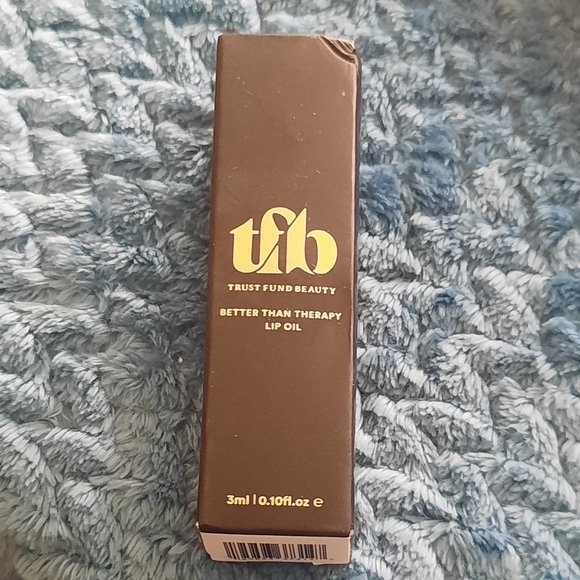 tfb
TRUST FUND BEAUTY
BETTER THAN THERAPY
LIP OIL
3ml | 0.10fl.oz ℮